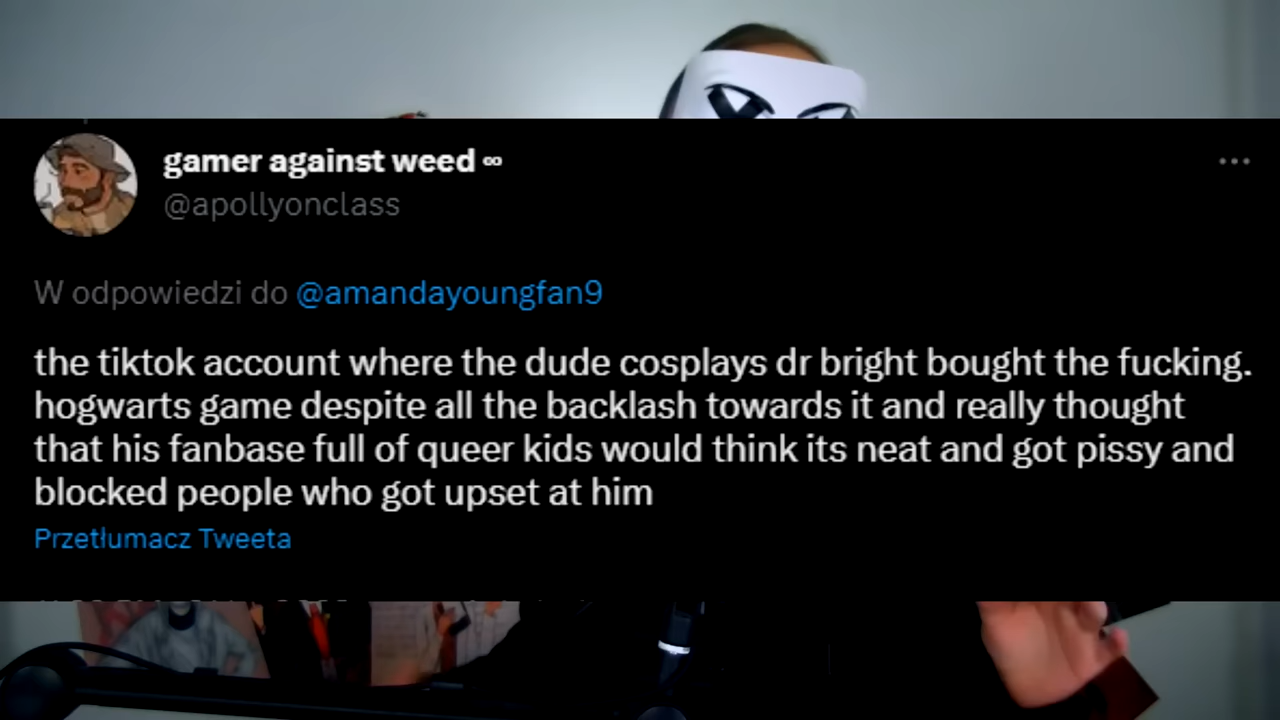 gamer against weed ∞
@apollyonclass
W odpowiedzi do @amandayoungfan9
the tiktok account where the dude cosplays dr bright bought the fucking.
hogwarts game despite all the backlash towards it and really thought
that his fanbase full of queer kids would think its neat and got pissy and
blocked people who got upset at him
Przetłumacz Tweeta